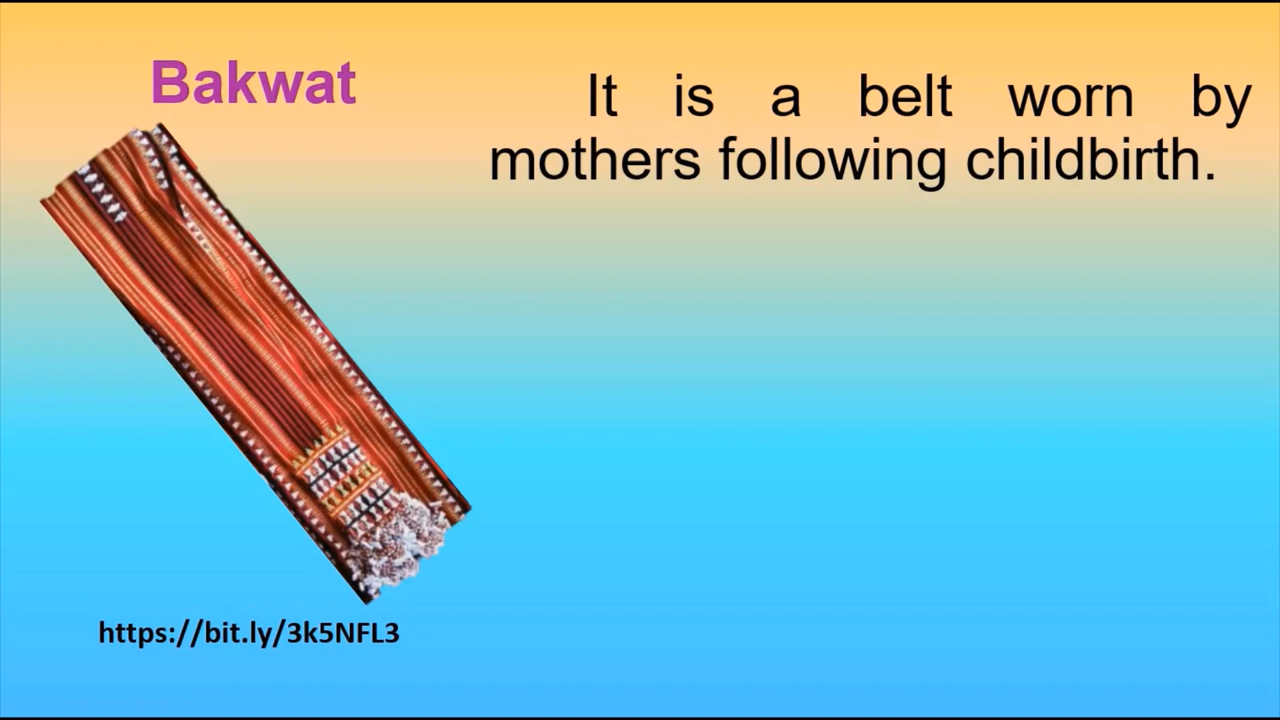 Bakwat
It is a belt worn by
mothers following childbirth.
https://bit.ly/3k5NFL3